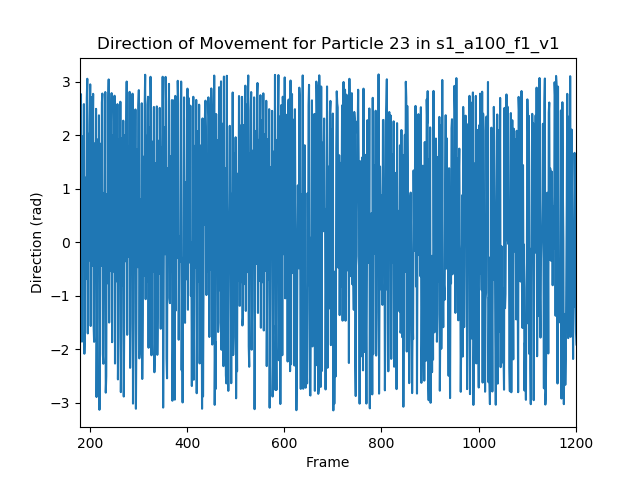 Direction of Movement for Particle 23 in s1_a100_f1_v1
3
2
1
0
−1
−2
−3
Direction (rad)
200 400 600 800 1000 1200
Frame